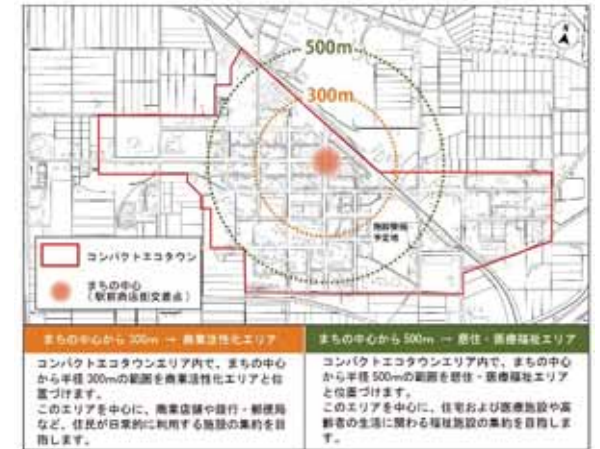 N
500m
300m
施設整備
予定地
コンパクトエコタウン
まちの中心
(駅前商店街交差点)
まちの中心から 300m → 商業活性化エリア
コンパクトエコタウンエリア内で、まちの中心
から半径 300mの範囲を商業活性化エリアと位
置づけます。
このエリアを中心に、商業店舗や銀行・郵便局
など、住民が日常的に利用する施設の集約を目
指します。
まちの中心から 500m → 居住・医療福祉エリア
コンパクトエコタウンエリア内で、まちの中心
から半径 500mの範囲を居住・医療福祉エリア
と位置づけます。
このエリアを中心に、住宅および医療施設や高
齢者の生活に関わる福祉施設の集約を目指しま
す。